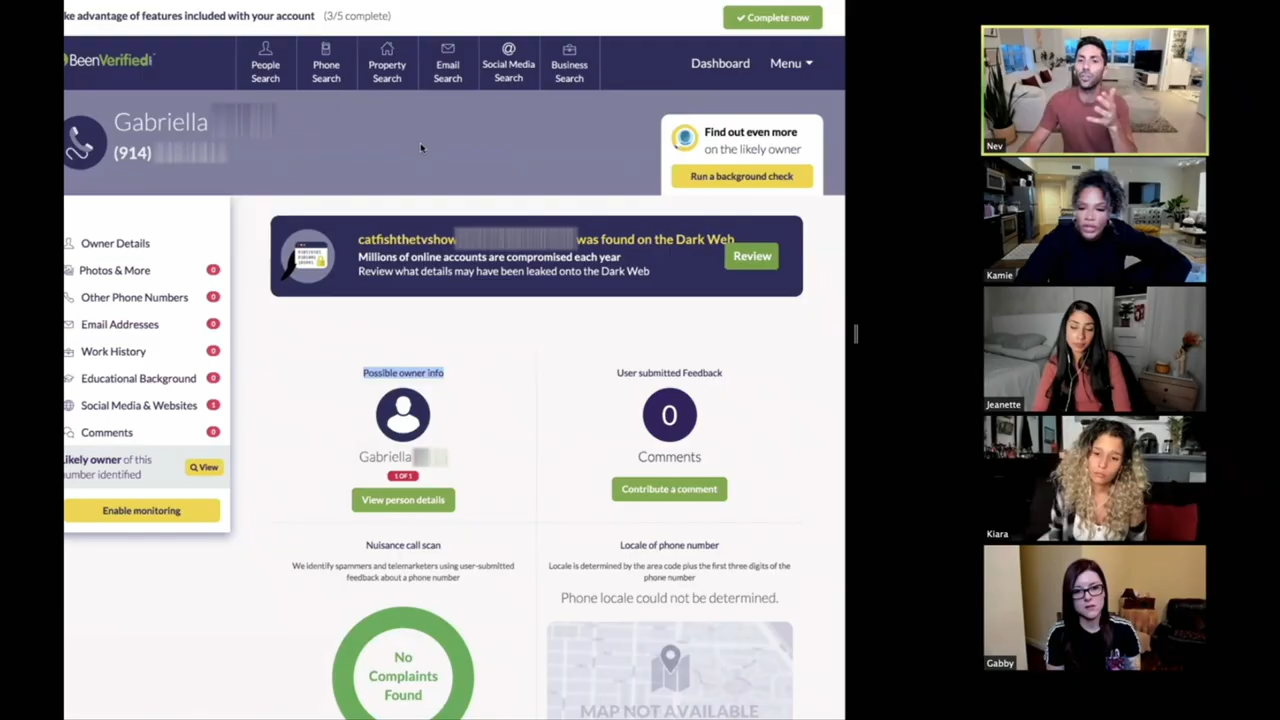 ke advantage of features included with your account (3/5 complete)
Complete now
BeenVerified
People Search
Phone Search
Property Search
Email Search
Social Media Search
Business Search
Dashboard
Menu
Gabriella
(914)
Find out even more
on the likely owner
Run a background check
Owner Details
Photos & More 0
Other Phone Numbers 0
Email Addresses 0
Work History 0
Educational Background 0
Social Media & Websites 1
Comments 0
Likely owner of this
number identified
View
Enable monitoring
catfishthetvshow was found on the Dark Web
Millions of online accounts are compromised each year
Review what details may have been leaked onto the Dark Web
Review
Possible owner info
Gabriella
1 OF 1
View person details
User submitted Feedback
0
Comments
Contribute a comment
Nuisance call scan
We identify spammers and telemarketers using user-submitted
feedback about a phone number
No
Complaints
Found
Locale of phone number
Locale is determined by the area code plus the first three digits of the
phone number
Phone locale could not be determined.
MAP NOT AVAILABLE
Nev
Kamie
Jeanette
Kiara
Gabby